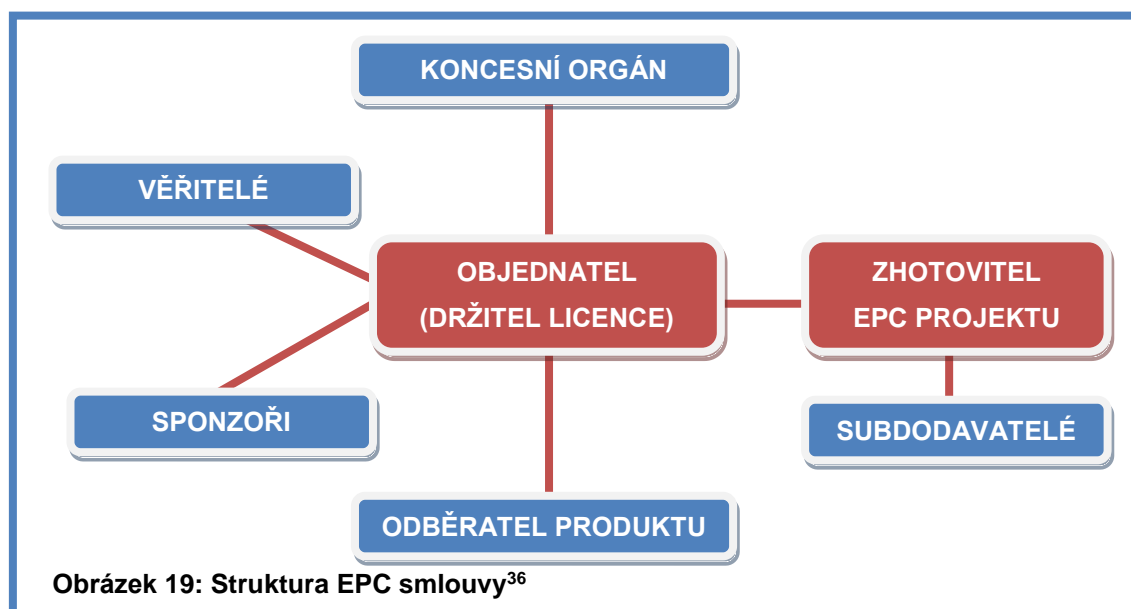 KONCESNÍ ORGÁN
VĚŘITELÉ
OBJEDNATEL
(DRŽITEL LICENCE)
ZHOTOVITEL
EPC PROJEKTU
SPONZOŘI
SUBDODAVATELÉ
ODBĚRATEL PRODUKTU
Obrázek 19: Struktura EPC smlouvy36